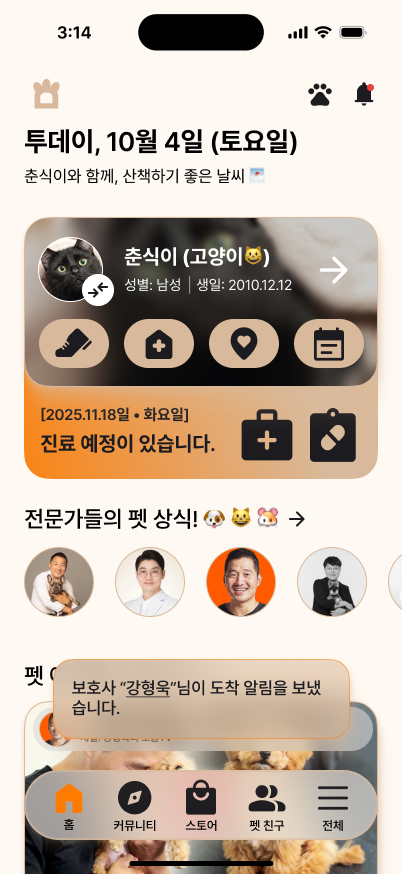 3:14
투데이, 10월 4일 (토요일)
춘식이와 함께, 산책하기 좋은 날씨
춘식이 (고양이😺)
성별: 남성 | 생일: 2010.12.12
[2025.11.18일 • 화요일]
진료 예정이 있습니다.
전문가들의 펫 상식! 🐶 😺 🐹 →
펫
보호사 “강형욱”님이 도착 알림을 보냈
습니다.
홈
커뮤니티
스토어
펫 친구
전체